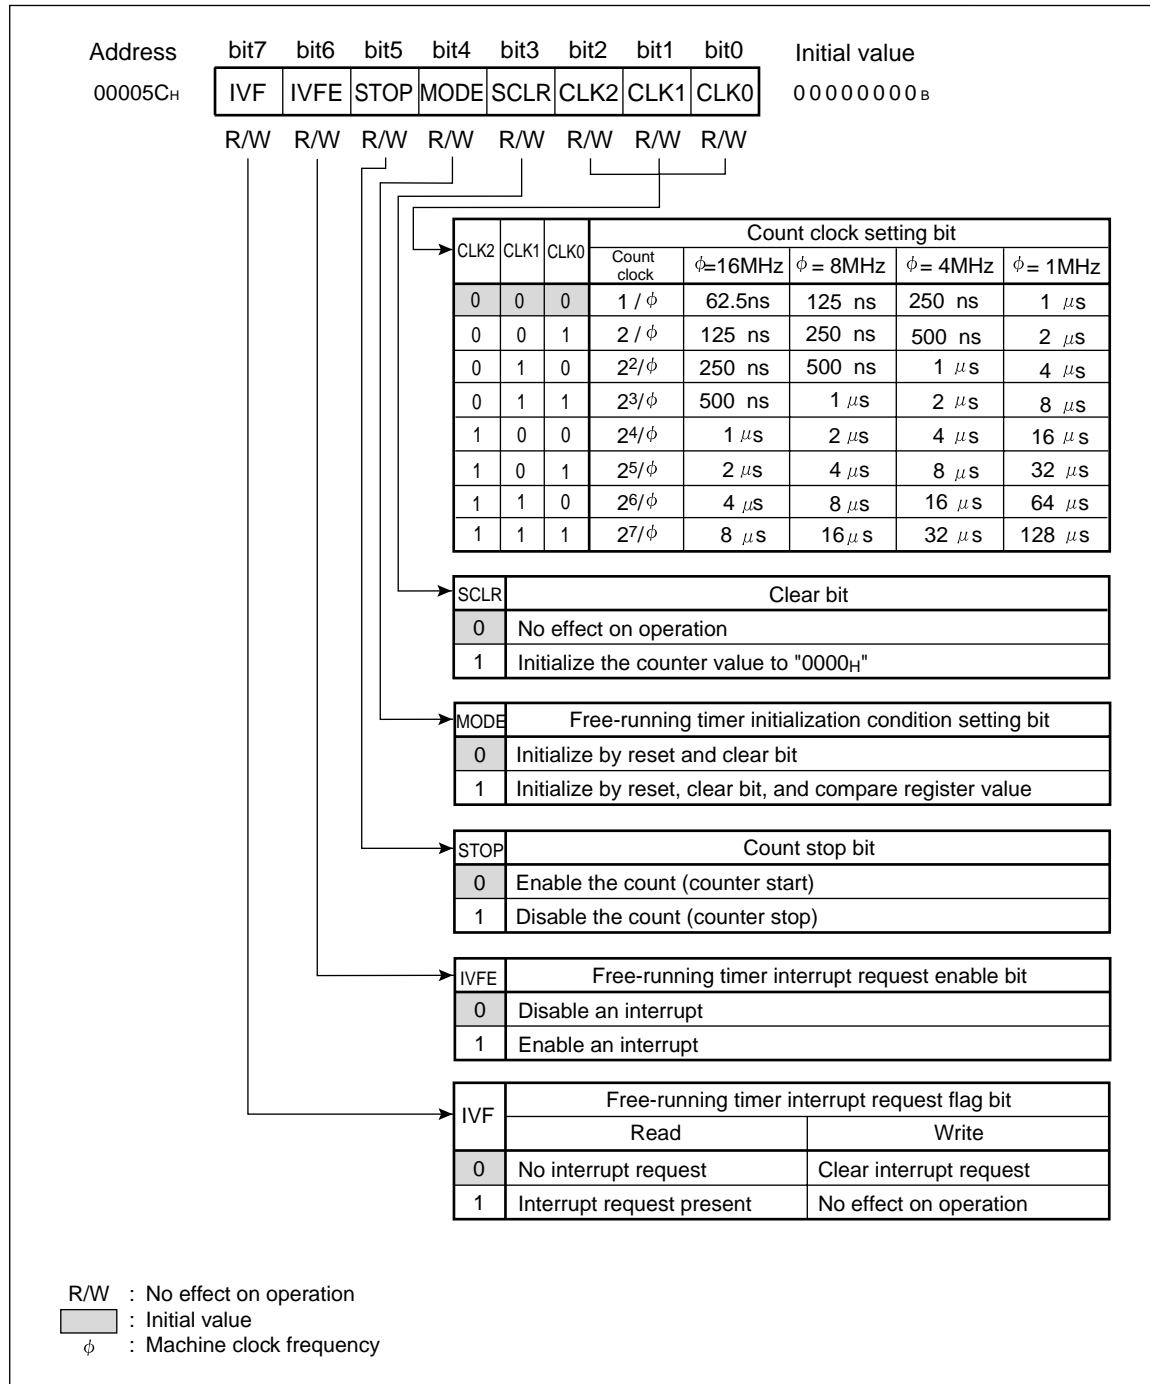 Address bit7 bit6 bit5 bit4 bit3 bit2 bit1 bit0 Initial value
00005CH IVF IVFE STOP MODE SCLR CLK2 CLK1 CLK0 00000000B
R/W R/W R/W R/W R/W R/W R/W R/W
CLK2 CLK1 CLK0 Count clock setting bit
Count clock ϕ=16MHz ϕ = 8MHz ϕ = 4MHz ϕ = 1MHz
0 0 0 1 / ϕ 62.5ns 125 ns 250 ns 1 μs
0 0 1 2 / ϕ 125 ns 250 ns 500 ns 2 μs
0 1 0 2²/ϕ 250 ns 500 ns 1 μs 4 μs
0 1 1 2³/ϕ 500 ns 1 μs 2 μs 8 μs
1 0 0 2⁴/ϕ 1 μs 2 μs 4 μs 16 μs
1 0 1 2⁵/ϕ 2 μs 4 μs 8 μs 32 μs
1 1 0 2⁶/ϕ 4 μs 8 μs 16 μs 64 μs
1 1 1 2⁷/ϕ 8 μs 16μs 32 μs 128 μs
SCLR Clear bit
0 No effect on operation
1 Initialize the counter value to "0000H"
MODE Free-running timer initialization condition setting bit
0 Initialize by reset and clear bit
1 Initialize by reset, clear bit, and compare register value
STOP Count stop bit
0 Enable the count (counter start)
1 Disable the count (counter stop)
IVFE Free-running timer interrupt request enable bit
0 Disable an interrupt
1 Enable an interrupt
IVF Free-running timer interrupt request flag bit
Read Write
0 No interrupt request Clear interrupt request
1 Interrupt request present No effect on operation
R/W : No effect on operation
: Initial value
ϕ : Machine clock frequency